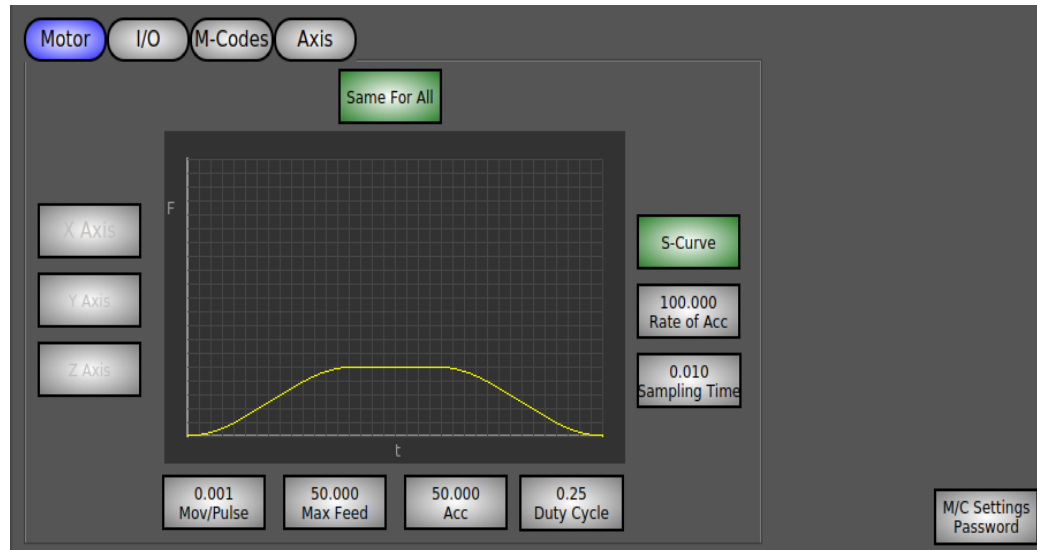 Motor
I/O
M-Codes
Axis
Same For All
F
X Axis
Y Axis
Z Axis
S-Curve
100.000
Rate of Acc
0.010
Sampling Time
t
0.001
Mov/Pulse
50.000
Max Feed
50.000
Acc
0.25
Duty Cycle
M/C Settings
Password